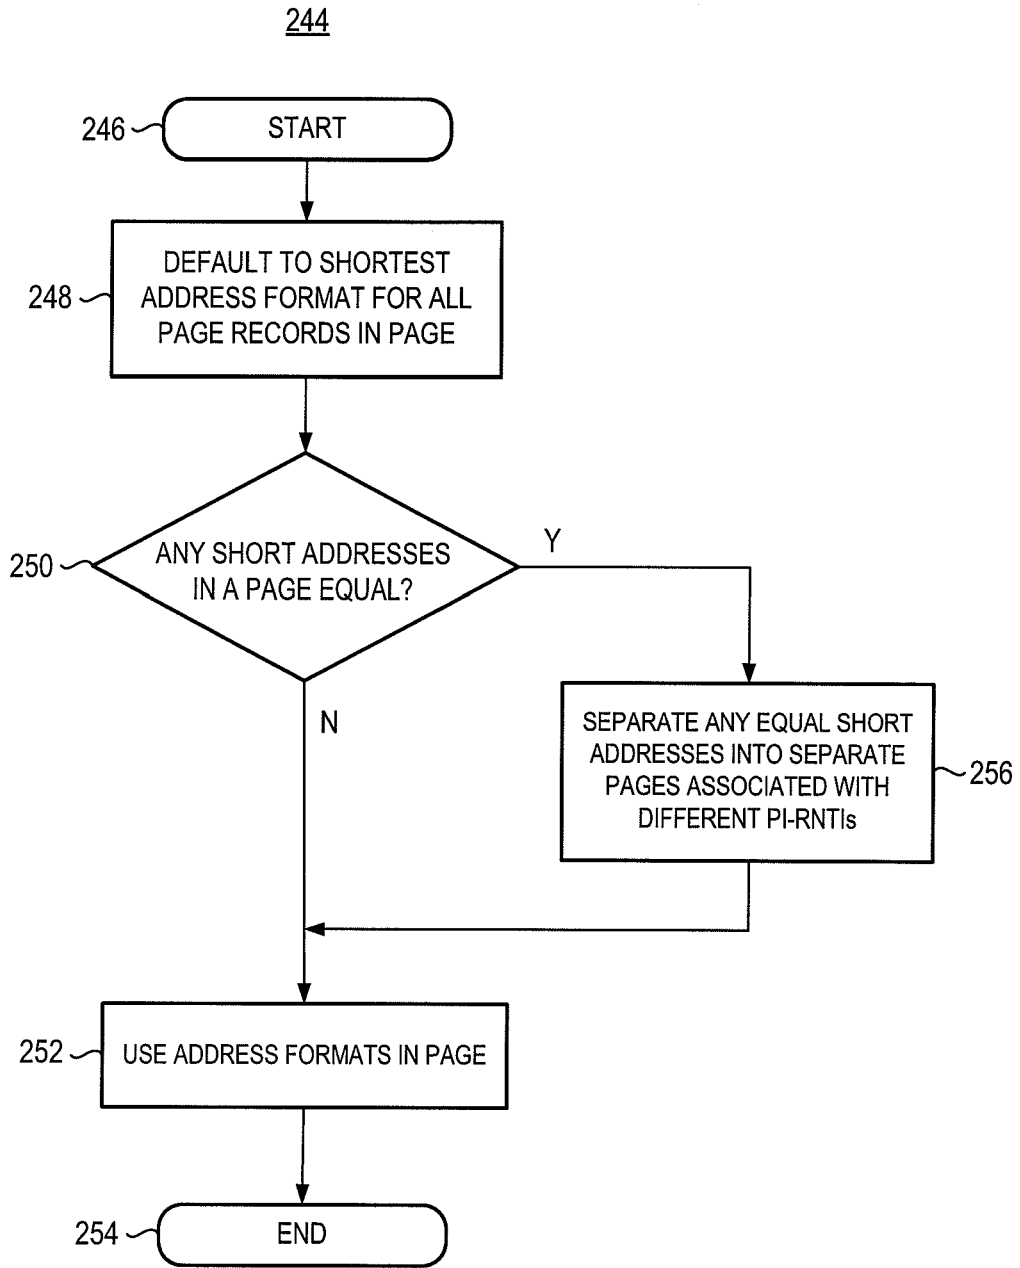 244
246
START
DEFAULT TO SHORTEST
ADDRESS FORMAT FOR ALL
PAGE RECORDS IN PAGE
248
ANY SHORT ADDRESSES
IN A PAGE EQUAL?
250
Y
N
SEPARATE ANY EQUAL SHORT
ADDRESSES INTO SEPARATE
PAGES ASSOCIATED WITH
DIFFERENT PI-RNTIs
256
252
USE ADDRESS FORMATS IN PAGE
254
END